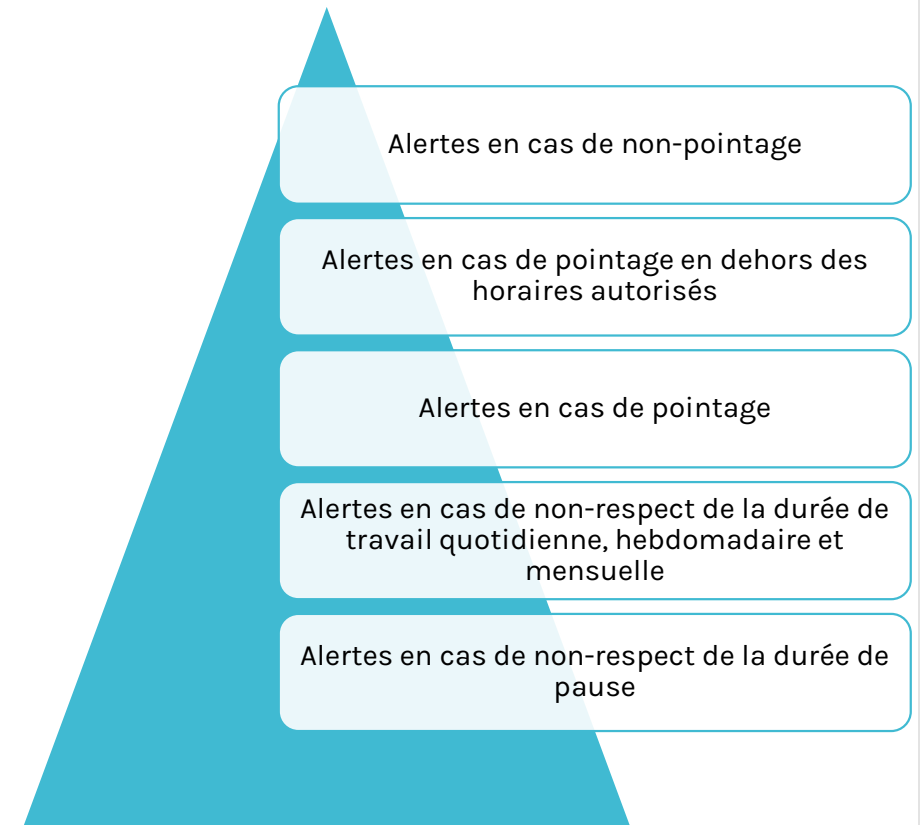 Alertes en cas de non-pointage
Alertes en cas de pointage en dehors des
horaires autorisés
Alertes en cas de pointage
Alertes en cas de non-respect de la durée de
travail quotidienne, hebdomadaire et
mensuelle
Alertes en cas de non-respect de la durée de
pause